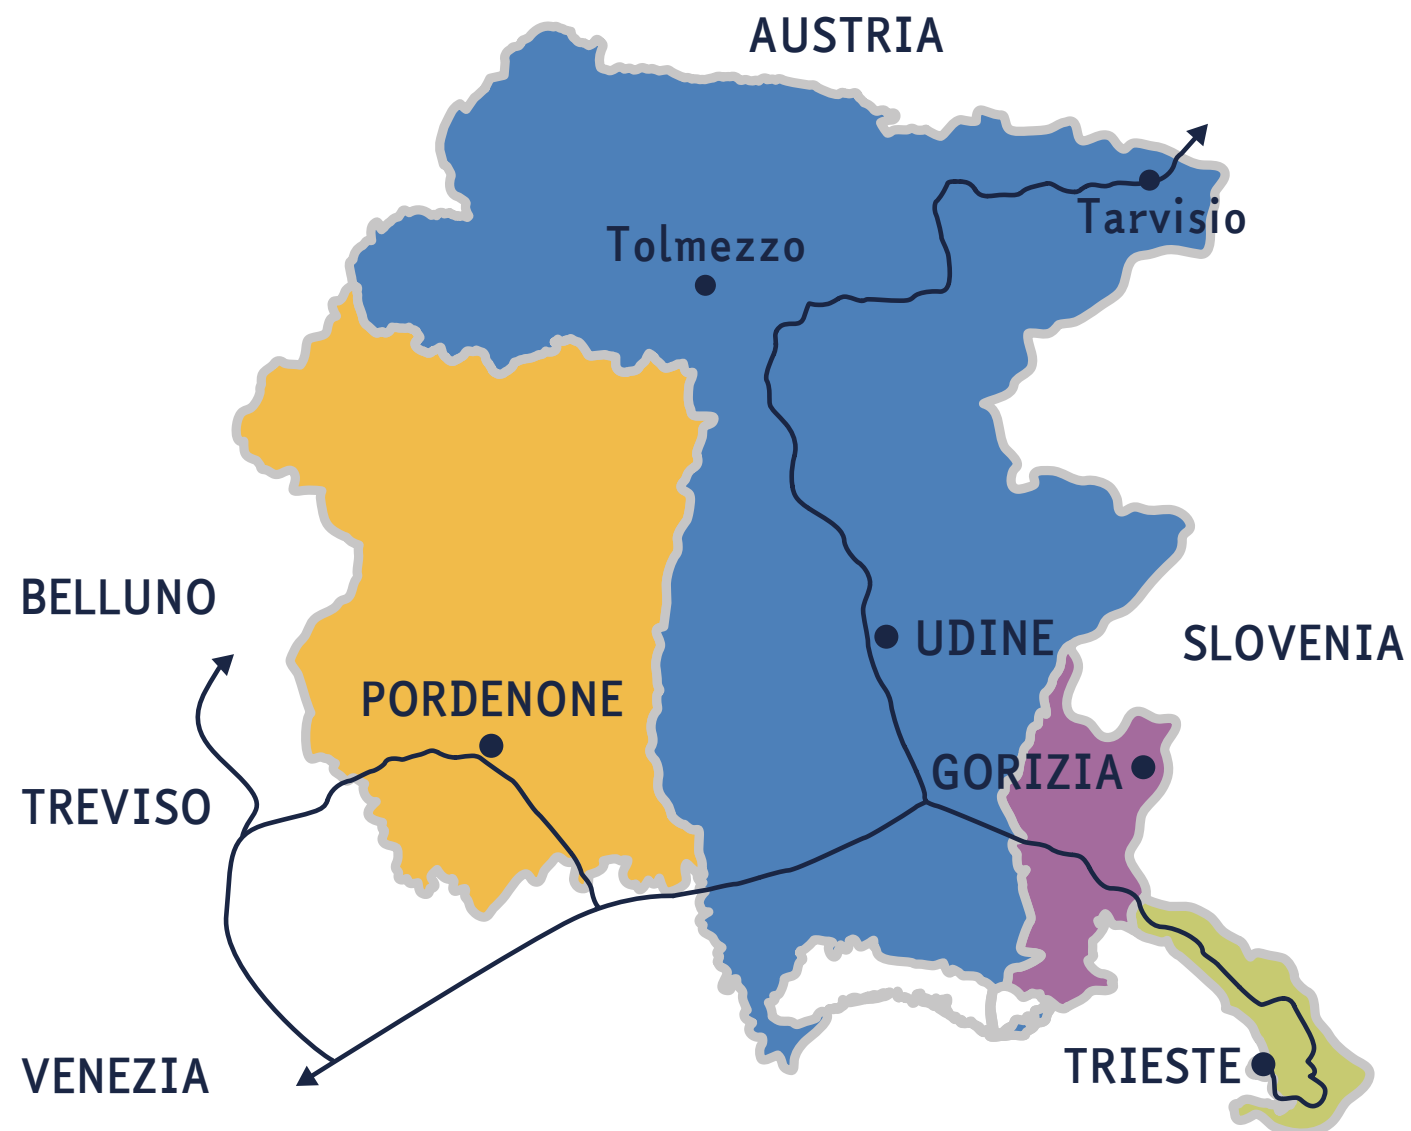 AUSTRIA
Tarvisio
Tolmezzo
BELLUNO
UDINE
SLOVENIA
PORDENONE
GORIZIA
TREVISO
TRIESTE
VENEZIA